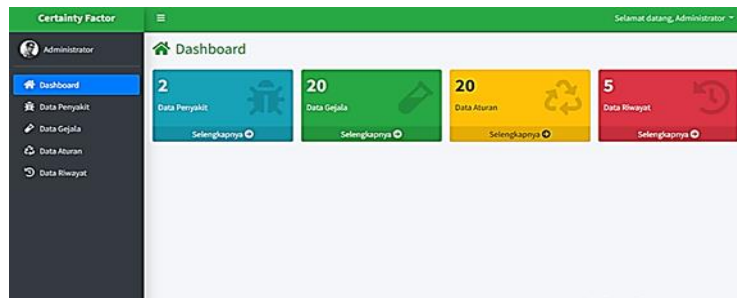 Certainty Factor
Selamat datang, Administrator
Administrator
Dashboard
Data Penyakit
Data Gejala
Data Aturan
Data Riwayat
Dashboard
2
Data Penyakit
Selengkapnya
20
Data Gejala
Selengkapnya
20
Data Aturan
Selengkapnya
5
Data Riwayat
Selengkapnya